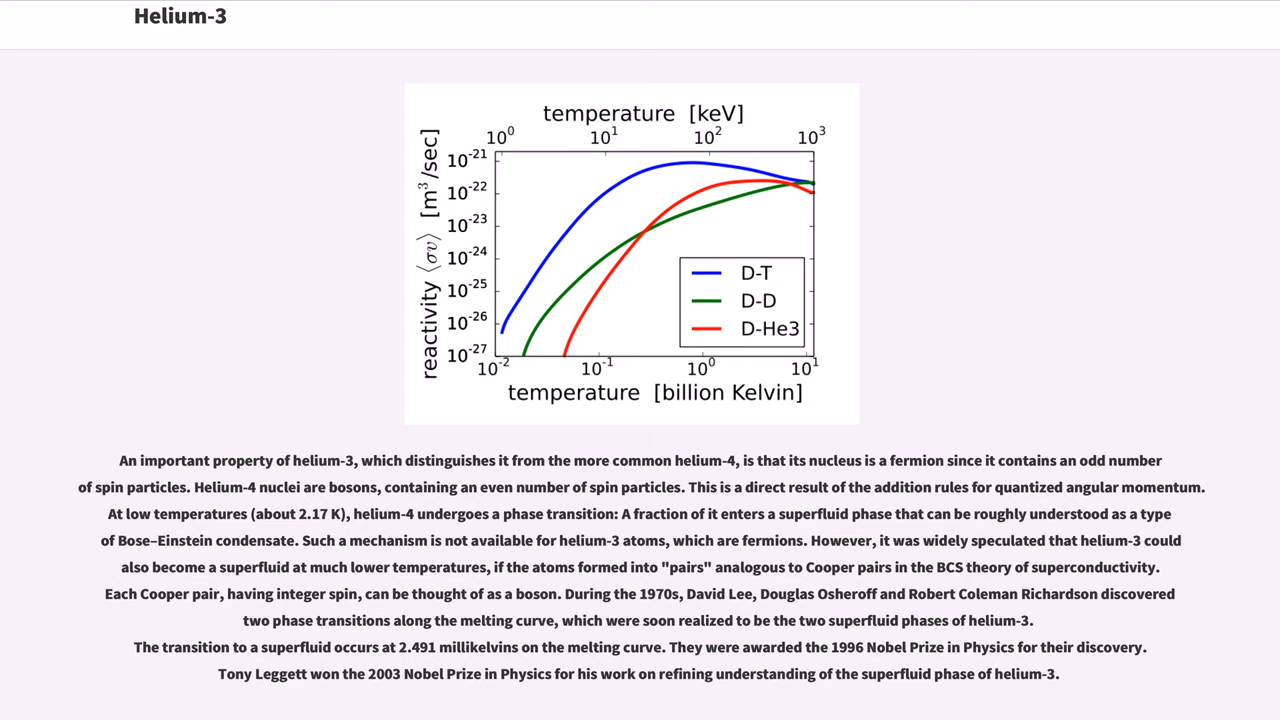 Helium-3
temperature [keV]
10⁰ 10¹ 10² 10³
reactivity ⟨σv⟩ [m³/sec]
10⁻²¹
10⁻²²
10⁻²³
10⁻²⁴
10⁻²⁵
10⁻²⁶
10⁻²⁷
D-T
D-D
D-He3
10⁻² 10⁻¹ 10⁰ 10¹
temperature [billion Kelvin]
An important property of helium-3, which distinguishes it from the more common helium-4, is that its nucleus is a fermion since it contains an odd number
of spin particles. Helium-4 nuclei are bosons, containing an even number of spin particles. This is a direct result of the addition rules for quantized angular momentum.
At low temperatures (about 2.17 K), helium-4 undergoes a phase transition: A fraction of it enters a superfluid phase that can be roughly understood as a type
of Bose–Einstein condensate. Such a mechanism is not available for helium-3 atoms, which are fermions. However, it was widely speculated that helium-3 could
also become a superfluid at much lower temperatures, if the atoms formed into "pairs" analogous to Cooper pairs in the BCS theory of superconductivity.
Each Cooper pair, having integer spin, can be thought of as a boson. During the 1970s, David Lee, Douglas Osheroff and Robert Coleman Richardson discovered
two phase transitions along the melting curve, which were soon realized to be the two superfluid phases of helium-3.
The transition to a superfluid occurs at 2.491 millikelvins on the melting curve. They were awarded the 1996 Nobel Prize in Physics for their discovery.
Tony Leggett won the 2003 Nobel Prize in Physics for his work on refining understanding of the superfluid phase of helium-3.